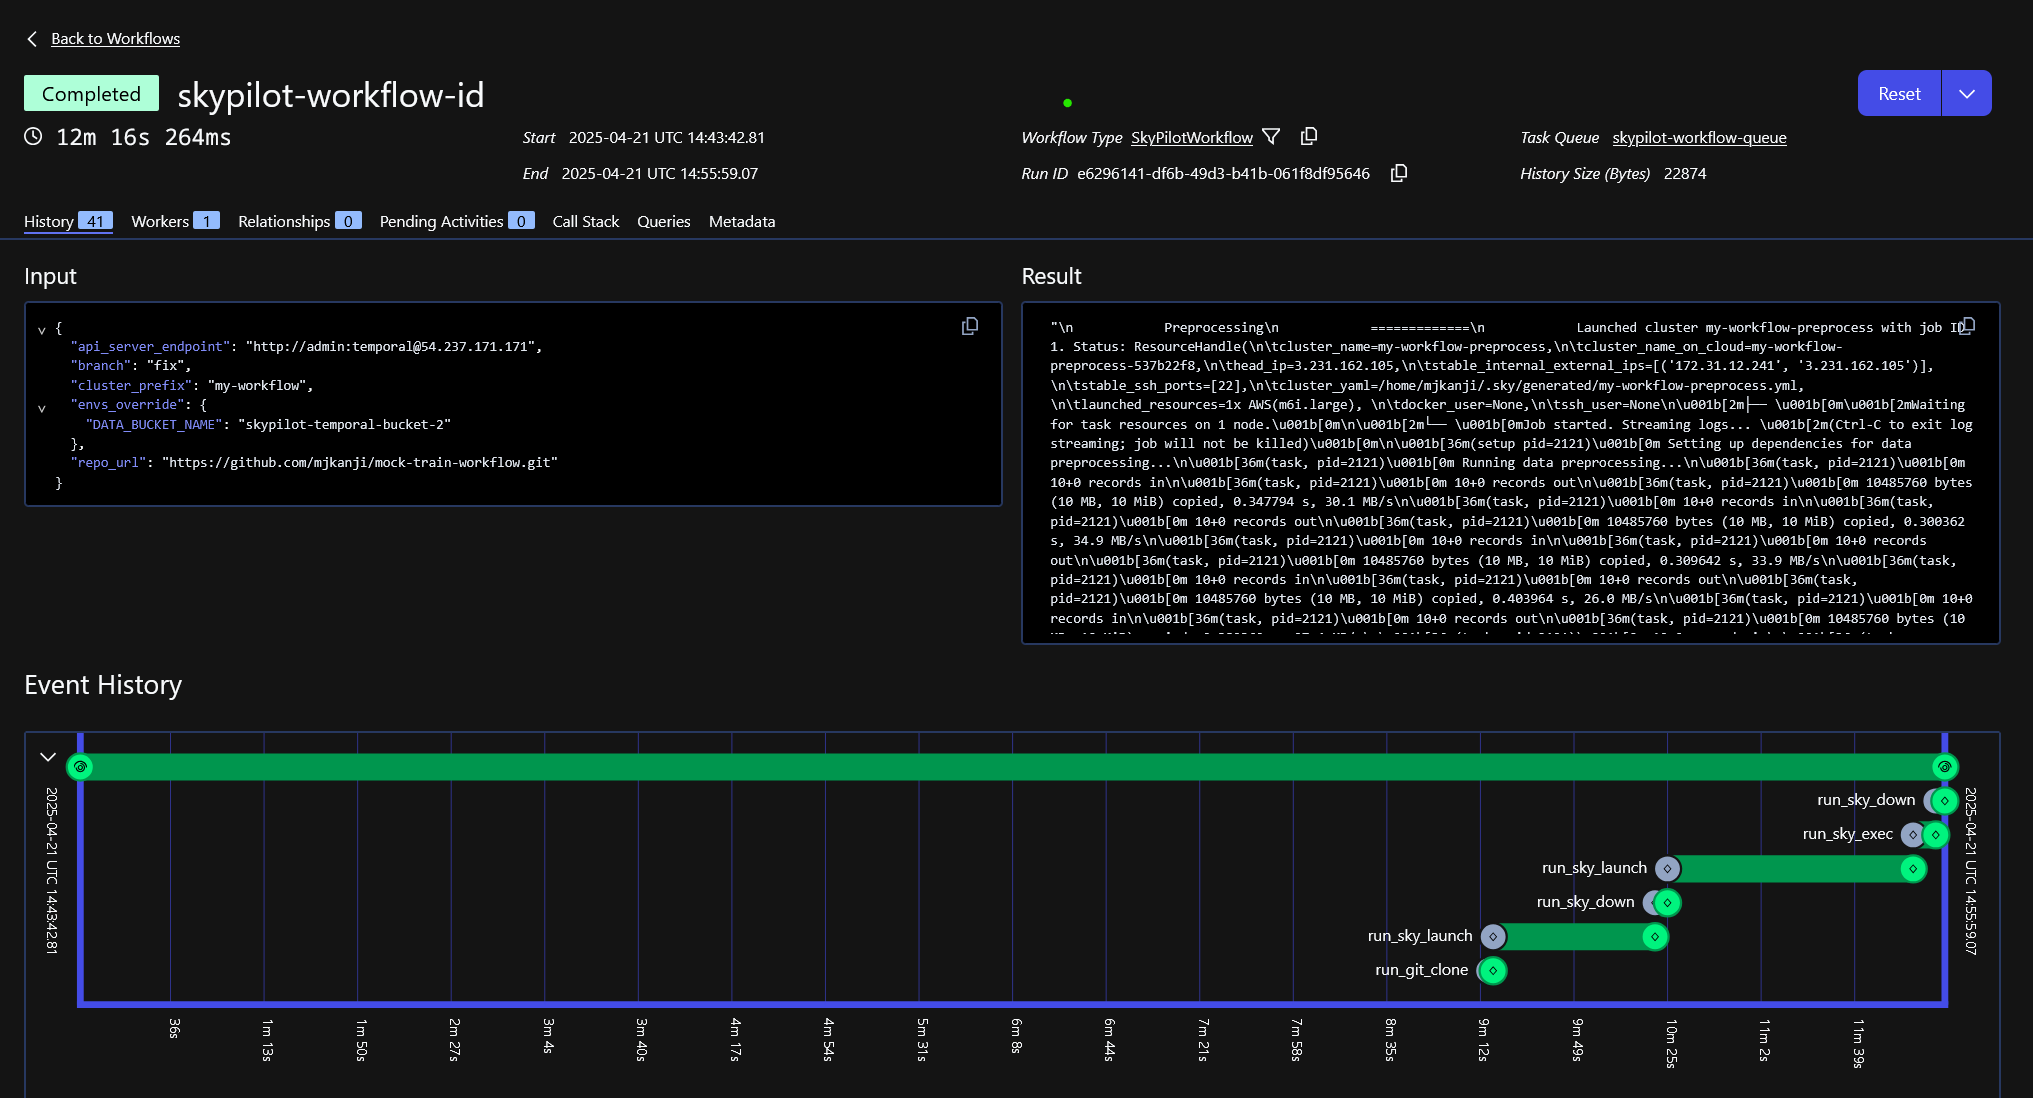 Back to Workflows
Completed skypilot-workflow-id
Reset
12m 16s 264ms
Start 2025-04-21 UTC 14:43:42.81
Workflow Type SkyPilotWorkflow
Task Queue skypilot-workflow-queue
End 2025-04-21 UTC 14:55:59.07
Run ID e6296141-df6b-49d3-b41b-061f8df95646
History Size (Bytes) 22874
History 41 Workers 1 Relationships 0 Pending Activities 0 Call Stack Queries Metadata
Input
{
"api_server_endpoint": "http://admin:temporal@54.237.171.171",
"branch": "fix",
"cluster_prefix": "my-workflow",
"envs_override": {
"DATA_BUCKET_NAME": "skypilot-temporal-bucket-2"
},
"repo_url": "https://github.com/mjkanji/mock-train-workflow.git"
}
Result
"\n Preprocessing\n =============\n Launched cluster my-workflow-preprocess with job ID
1. Status: ResourceHandle(\n\tcluster_name=my-workflow-preprocess,\n\tcluster_name_on_cloud=my-workflow-
preprocess-537b22f8,\n\thead_ip=3.231.162.105,\n\tstable_internal_external_ips=[('172.31.12.241', '3.231.162.105')],
\n\tstable_ssh_ports=[22],\n\tcluster_yaml=/home/mjkanji/.sky/generated/my-workflow-preprocess.yml,
\n\tlaunched_resources=1x AWS(m6i.large), \n\tdocker_user=None,\n\tssh_user=None\n\u001b[2m├── \u001b[0m\u001b[2mWaiting
for task resources on 1 node.\u001b[0m\n\u001b[2m└── \u001b[0mJob started. Streaming logs... \u001b[2m(Ctrl-C to exit log
streaming; job will not be killed)\u001b[0m\n\u001b[36m(setup pid=2121)\u001b[0m Setting up dependencies for data
preprocessing...\n\u001b[36m(task, pid=2121)\u001b[0m Running data preprocessing...\n\u001b[36m(task, pid=2121)\u001b[0m
10+0 records in\n\u001b[36m(task, pid=2121)\u001b[0m 10+0 records out\n\u001b[36m(task, pid=2121)\u001b[0m 10485760 bytes
(10 MB, 10 MiB) copied, 0.347794 s, 30.1 MB/s\n\u001b[36m(task, pid=2121)\u001b[0m 10+0 records in\n\u001b[36m(task,
pid=2121)\u001b[0m 10+0 records out\n\u001b[36m(task, pid=2121)\u001b[0m 10485760 bytes (10 MB, 10 MiB) copied, 0.300362
s, 34.9 MB/s\n\u001b[36m(task, pid=2121)\u001b[0m 10+0 records in\n\u001b[36m(task, pid=2121)\u001b[0m 10+0 records
out\n\u001b[36m(task, pid=2121)\u001b[0m 10485760 bytes (10 MB, 10 MiB) copied, 0.309642 s, 33.9 MB/s\n\u001b[36m(task,
pid=2121)\u001b[0m 10+0 records in\n\u001b[36m(task, pid=2121)\u001b[0m 10+0 records out\n\u001b[36m(task,
pid=2121)\u001b[0m 10485760 bytes (10 MB, 10 MiB) copied, 0.403964 s, 26.0 MB/s\n\u001b[36m(task, pid=2121)\u001b[0m 10+0
records in\n\u001b[36m(task, pid=2121)\u001b[0m 10+0 records out\n\u001b[36m(task, pid=2121)\u001b[0m 10485760 bytes (10
Event History
2025-04-21 UTC 14:43:42.81
run_sky_down
run_sky_exec
run_sky_launch
run_sky_down
run_sky_launch
run_git_clone
2025-04-21 UTC 14:55:59.07
36s
1m 13s
1m 50s
2m 27s
3m 4s
3m 40s
4m 17s
4m 54s
5m 31s
6m 8s
6m 44s
7m 21s
7m 58s
8m 35s
9m 12s
9m 49s
10m 25s
11m 2s
11m 39s